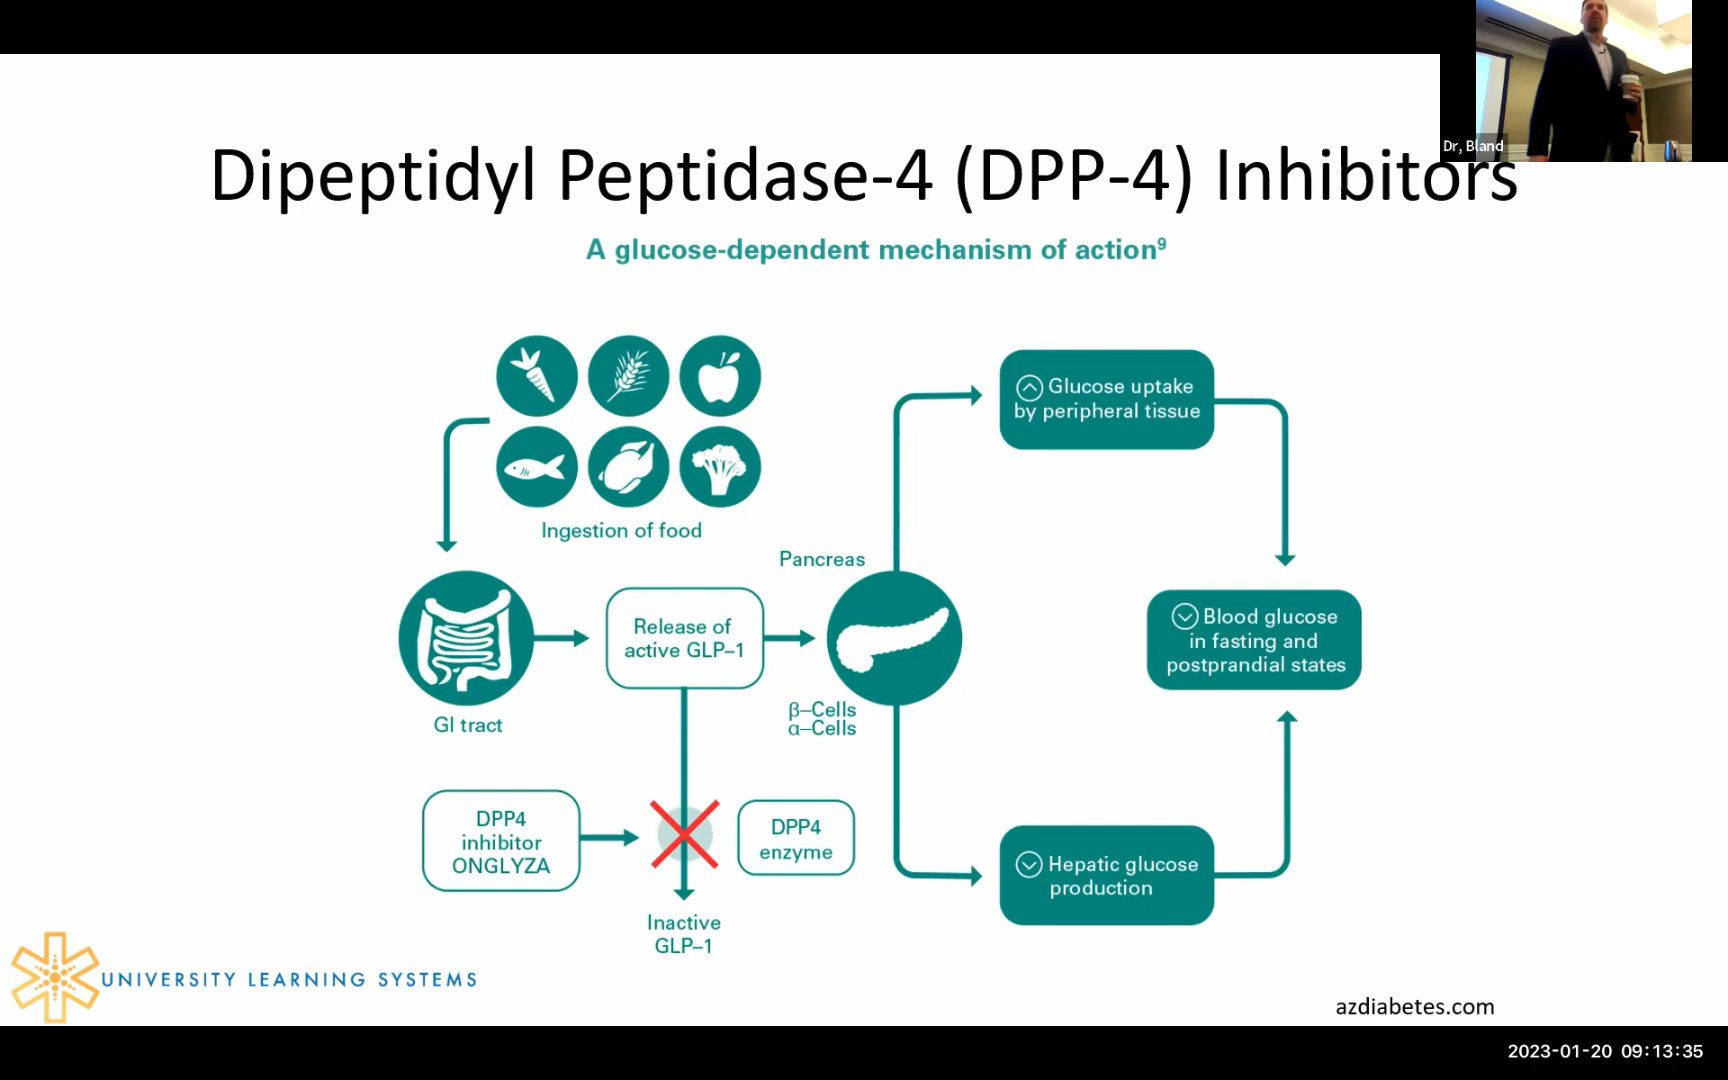 Dr, Bland
Dipeptidyl Peptidase-4 (DPP-4) Inhibitors
A glucose-dependent mechanism of action⁹
Ingestion of food
GI tract
Release of
active GLP–1
Pancreas
β–Cells
α–Cells
Glucose uptake
by peripheral tissue
Blood glucose
in fasting and
postprandial states
Hepatic glucose
production
DPP4
inhibitor
ONGLYZA
DPP4
enzyme
Inactive
GLP–1
UNIVERSITY LEARNING SYSTEMS
azdiabetes.com
2023-01-20 09:13:35